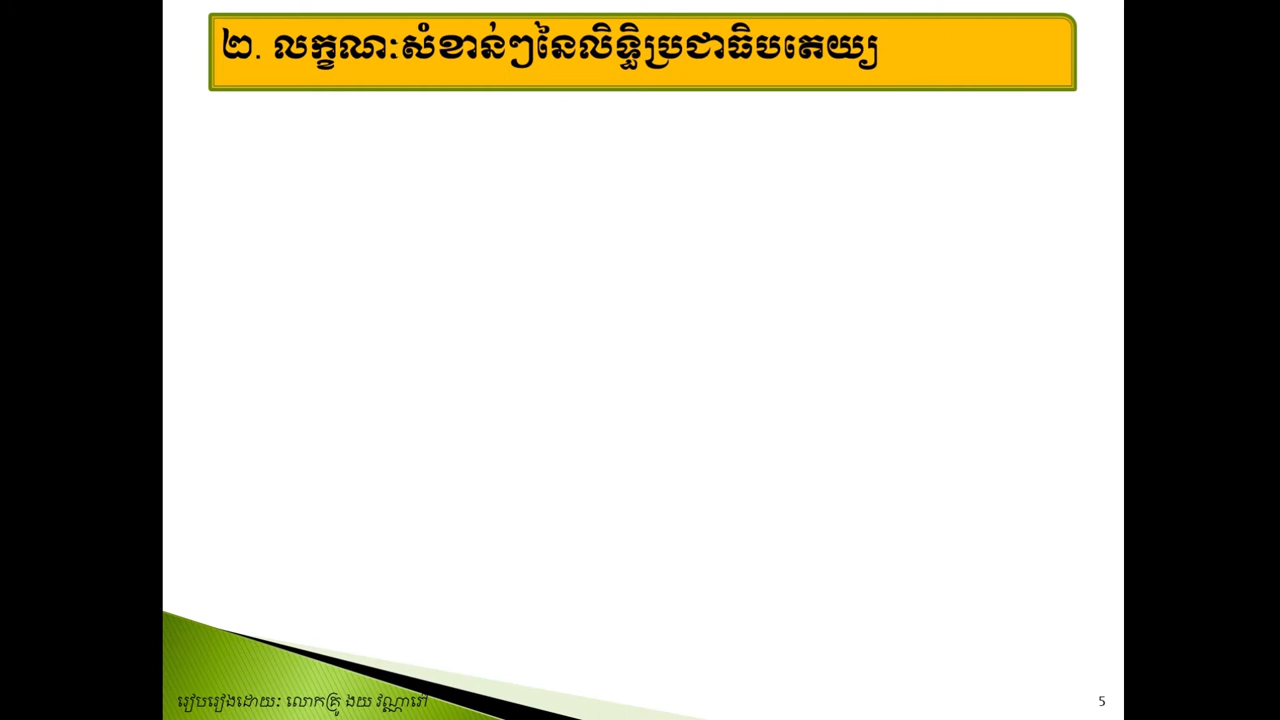 ២. លក្ខណៈសំខាន់ៗនៃលិទ្ធិប្រជាធិបតេយ្យ
រៀបរៀងដោយៈ លោកគ្រូ ងយ វណ្ណារ៉ៅ
5